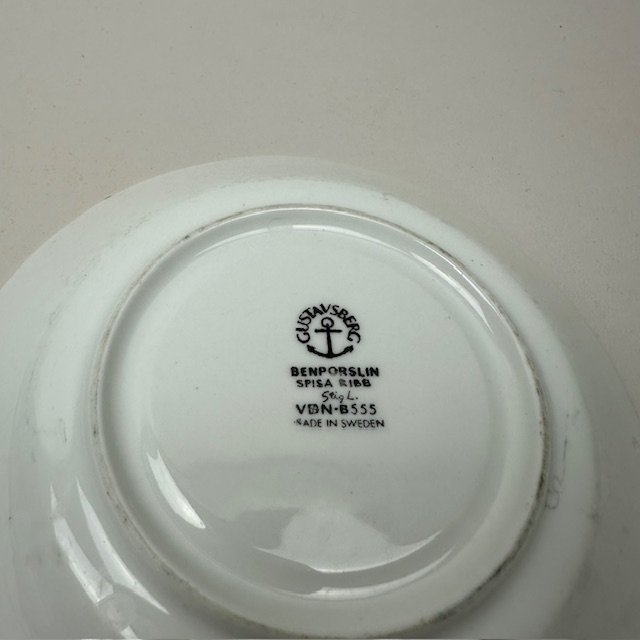 GUSTAVSBERG
BENPORSLIN
SPISA RIBB
Stig L.
VDN-B555
MADE IN SWEDEN